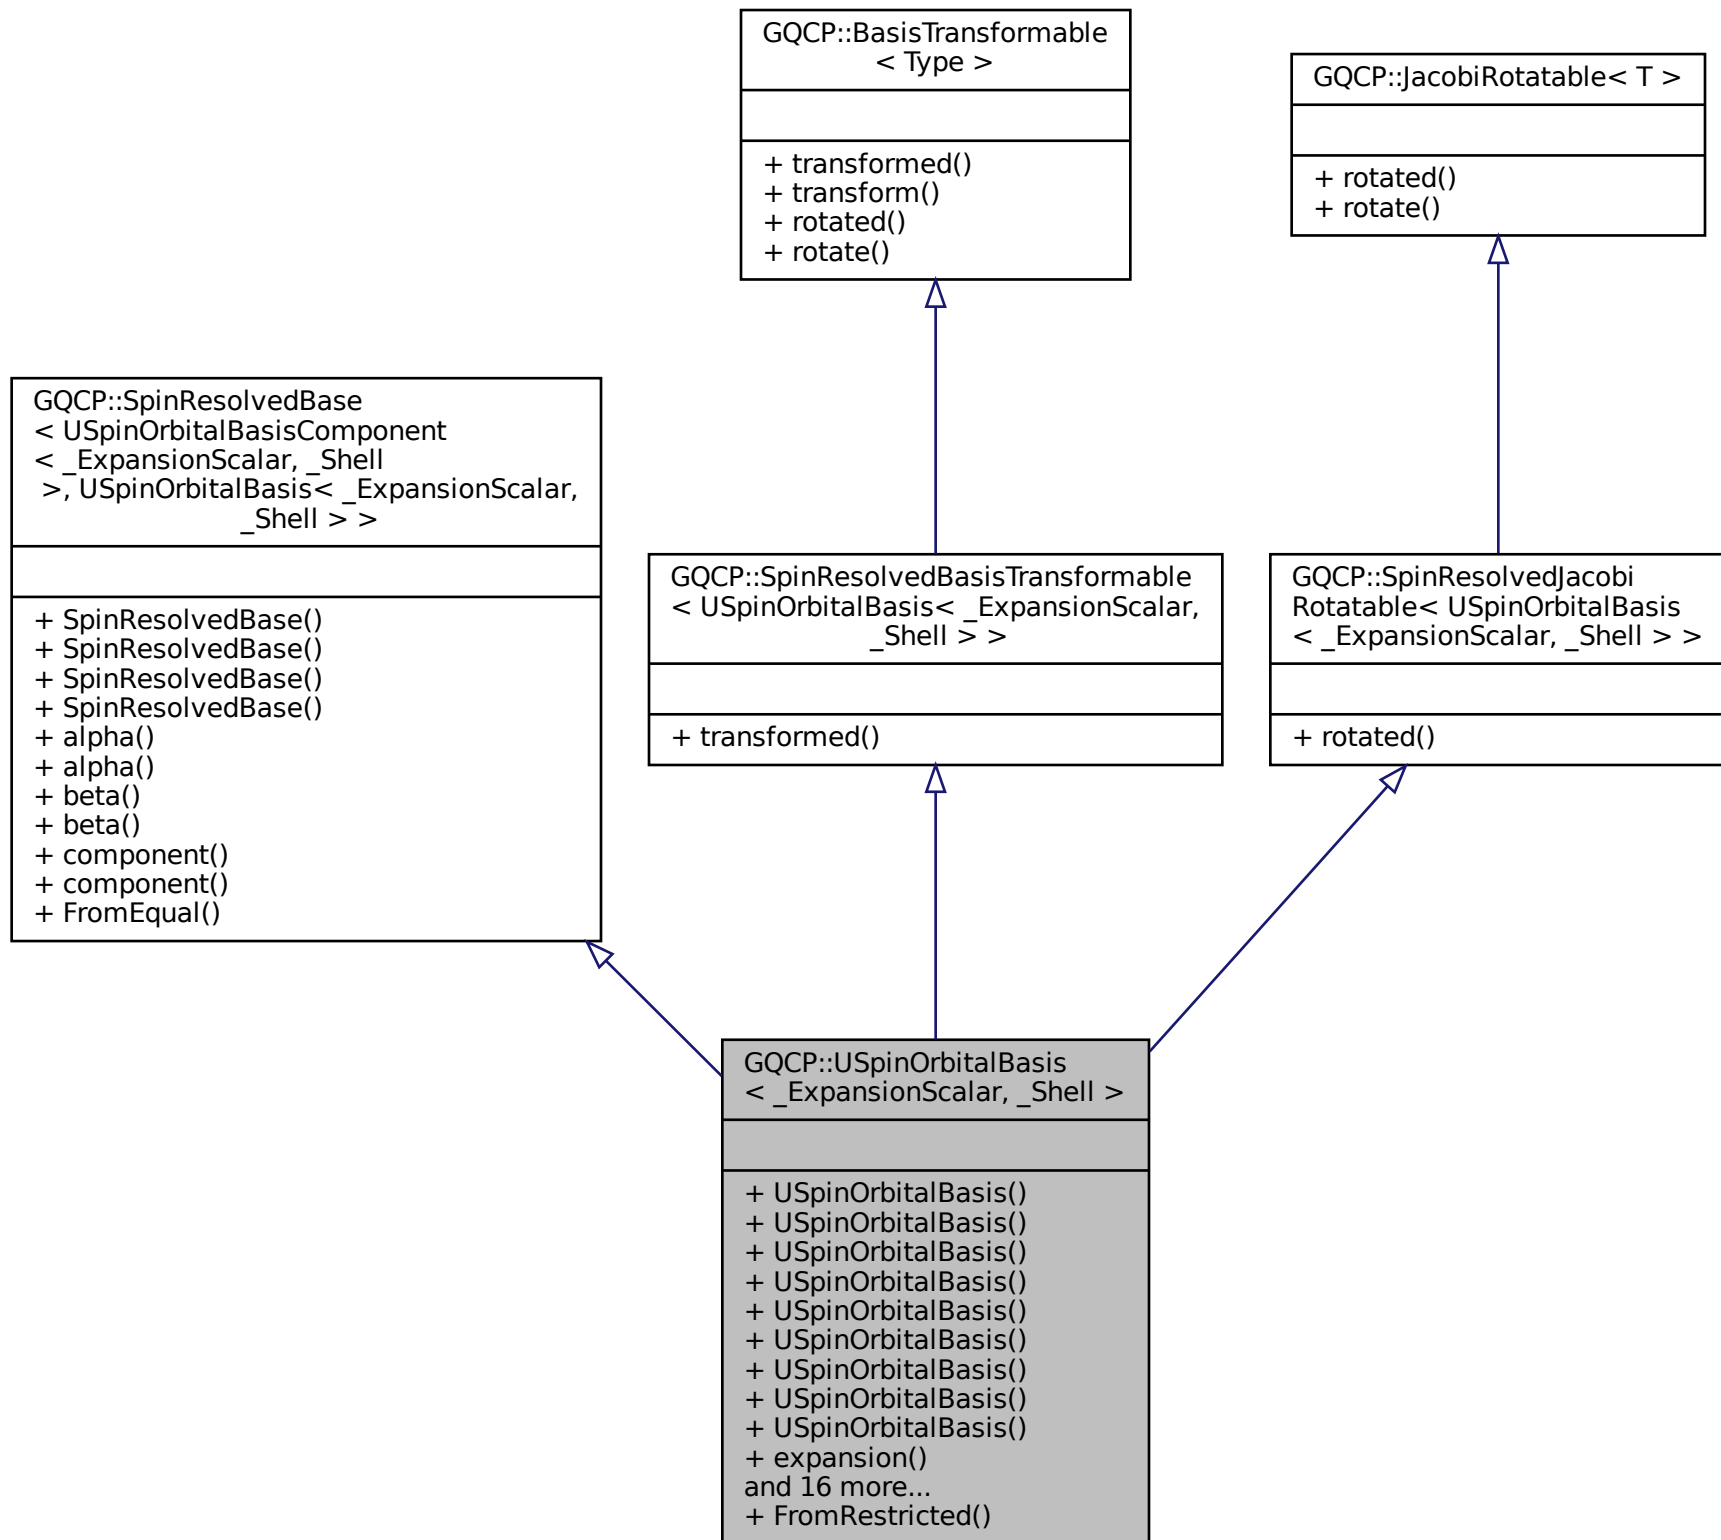 GQCP::BasisTransformable
< Type >
+ transformed()
+ transform()
+ rotated()
+ rotate()
GQCP::JacobiRotatable< T >
+ rotated()
+ rotate()
GQCP::SpinResolvedBase
< USpinOrbitalBasisComponent
< _ExpansionScalar, _Shell
>, USpinOrbitalBasis< _ExpansionScalar,
_Shell > >
+ SpinResolvedBase()
+ SpinResolvedBase()
+ SpinResolvedBase()
+ SpinResolvedBase()
+ alpha()
+ alpha()
+ beta()
+ beta()
+ component()
+ component()
+ FromEqual()
GQCP::SpinResolvedBasisTransformable
< USpinOrbitalBasis< _ExpansionScalar,
_Shell > >
+ transformed()
GQCP::SpinResolvedJacobi
Rotatable< USpinOrbitalBasis
< _ExpansionScalar, _Shell > >
+ rotated()
GQCP::USpinOrbitalBasis
< _ExpansionScalar, _Shell >
+ USpinOrbitalBasis()
+ USpinOrbitalBasis()
+ USpinOrbitalBasis()
+ USpinOrbitalBasis()
+ USpinOrbitalBasis()
+ USpinOrbitalBasis()
+ USpinOrbitalBasis()
+ USpinOrbitalBasis()
+ USpinOrbitalBasis()
+ expansion()
and 16 more...
+ FromRestricted()